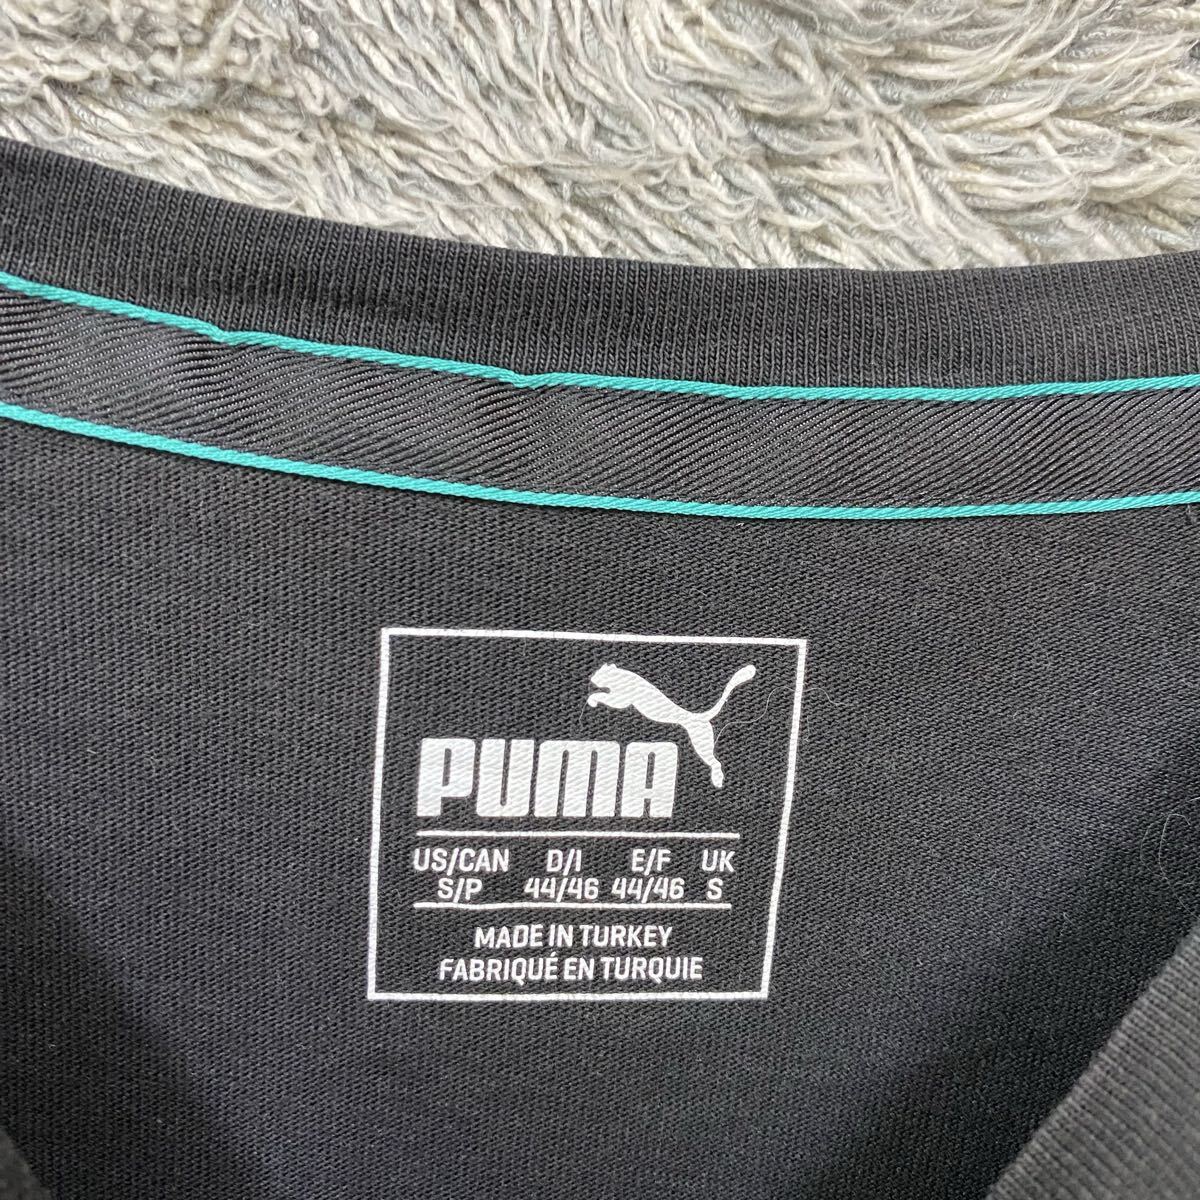 PUMA
US/CAN D/I E/F UK
S/P 44/46 44/46 S
MADE IN TURKEY
FABRIQUÉ EN TURQUIE